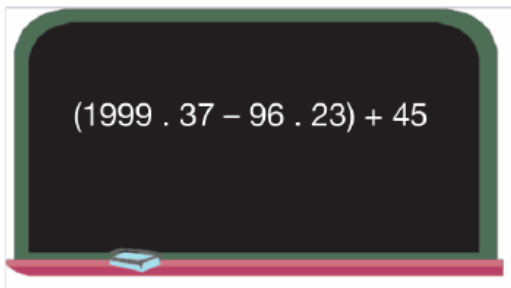 (1999 . 37 – 96 . 23) + 45